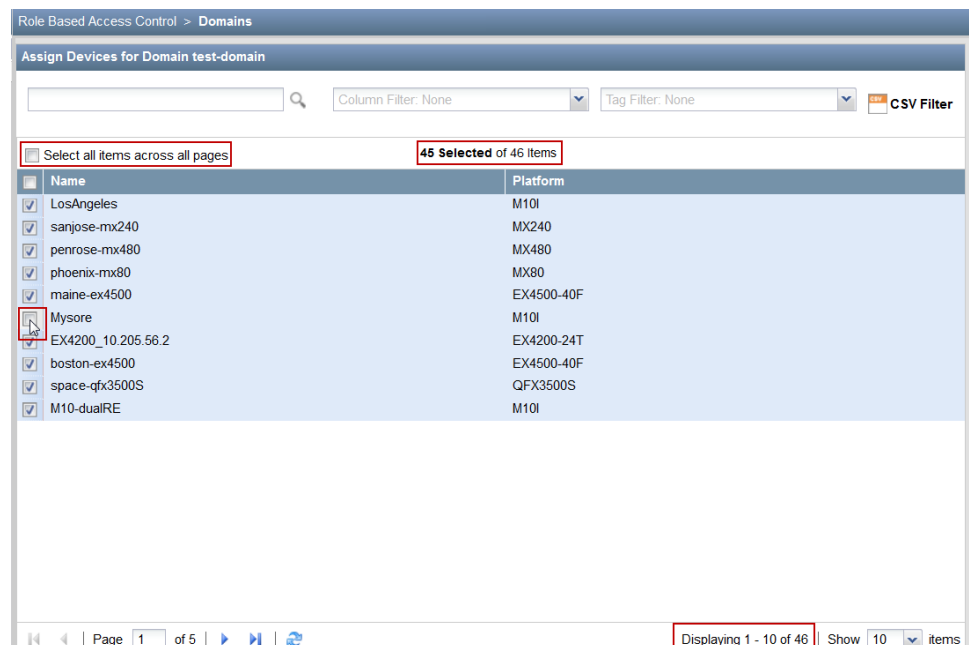 Role Based Access Control > Domains
Assign Devices for Domain test-domain
Column Filter: None
Tag Filter: None
CSV
CSV Filter
Select all items across all pages
45 Selected of 46 Items
Name Platform
LosAngeles M10I
sanjose-mx240 MX240
penrose-mx480 MX480
phoenix-mx80 MX80
maine-ex4500 EX4500-40F
Mysore M10I
EX4200_10.205.56.2 EX4200-24T
boston-ex4500 EX4500-40F
space-qfx3500S QFX3500S
M10-dualRE M10I
Page 1 of 5 Displaying 1 - 10 of 46 Show 10 items